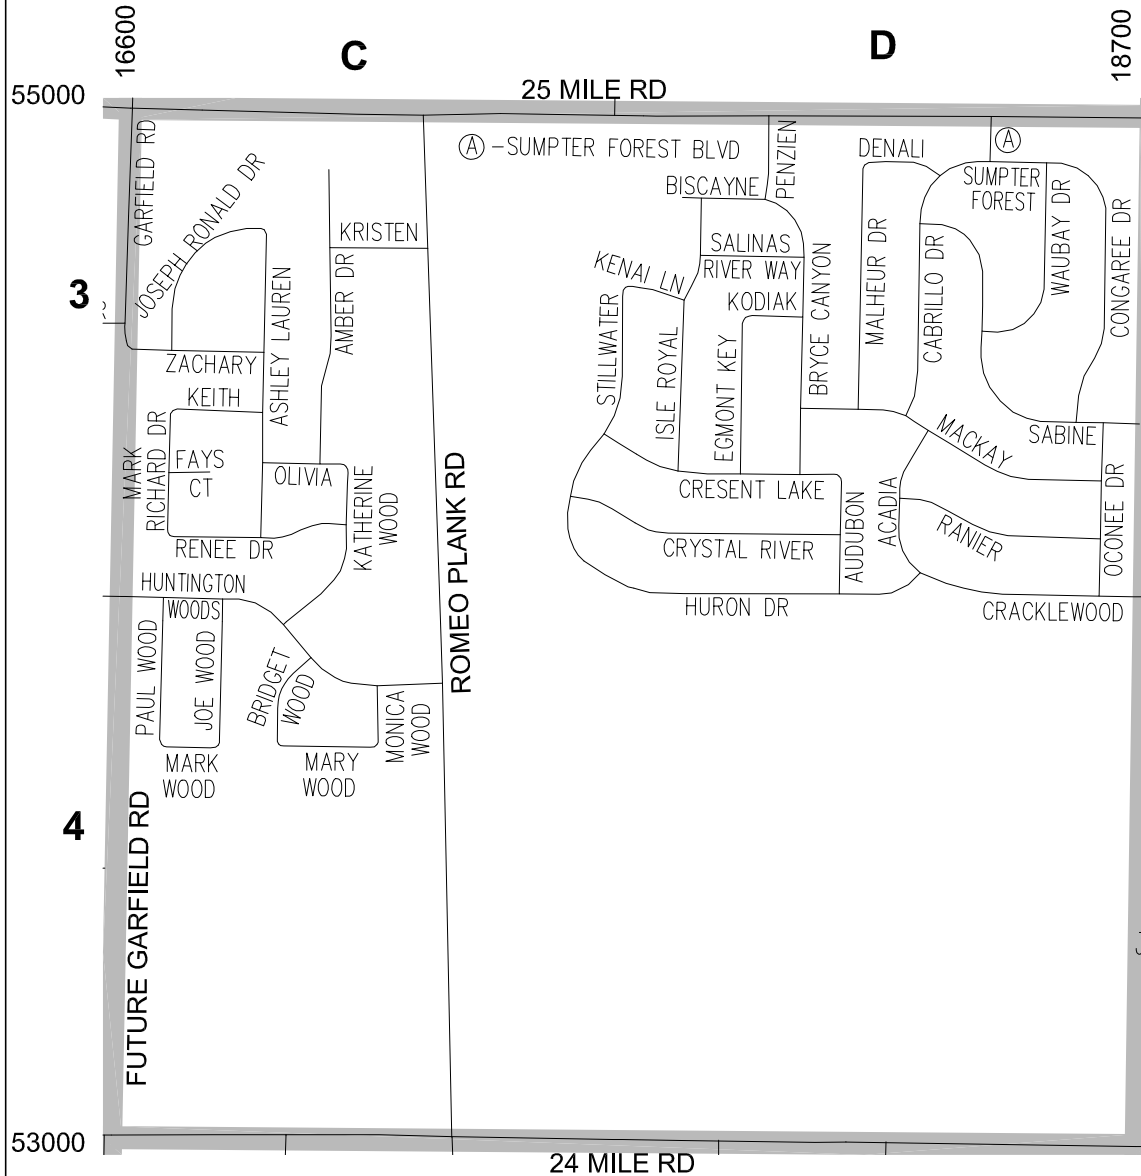 16600
C
D
18700
55000
25 MILE RD
GARFIELD RD
JOSEPH RONALD DR
Ⓐ-SUMPTER FOREST BLVD
PENZIEN
DENALI
Ⓐ
SUMPTER
FOREST
BISCAYNE
WAUBAY DR
CONGAREE DR
KRISTEN
SALINAS
RIVER WAY
KENAI LN
KODIAK
3
AMBER DR
ASHLEY LAUREN
STILLWATER
ISLE ROYAL
EGMONT KEY
BRYCE CANYON
MALHEUR DR
CABRILLO DR
ZACHARY
KEITH
MARK
RICHARD DR
FAYS
CT
OLIVIA
KATHERINE
WOOD
ROMEO PLANK RD
MACKAY
SABINE
CRESENT LAKE
AUDUBON
ACADIA
RANIER
OCONEE DR
RENEE DR
CRYSTAL RIVER
HUNTINGTON
WOODS
HURON DR
CRACKLEWOOD
PAUL WOOD
JOE WOOD
BRIDGET
WOOD
MONICA
WOOD
MARK
WOOD
MARY
WOOD
4
FUTURE GARFIELD RD
53000
24 MILE RD